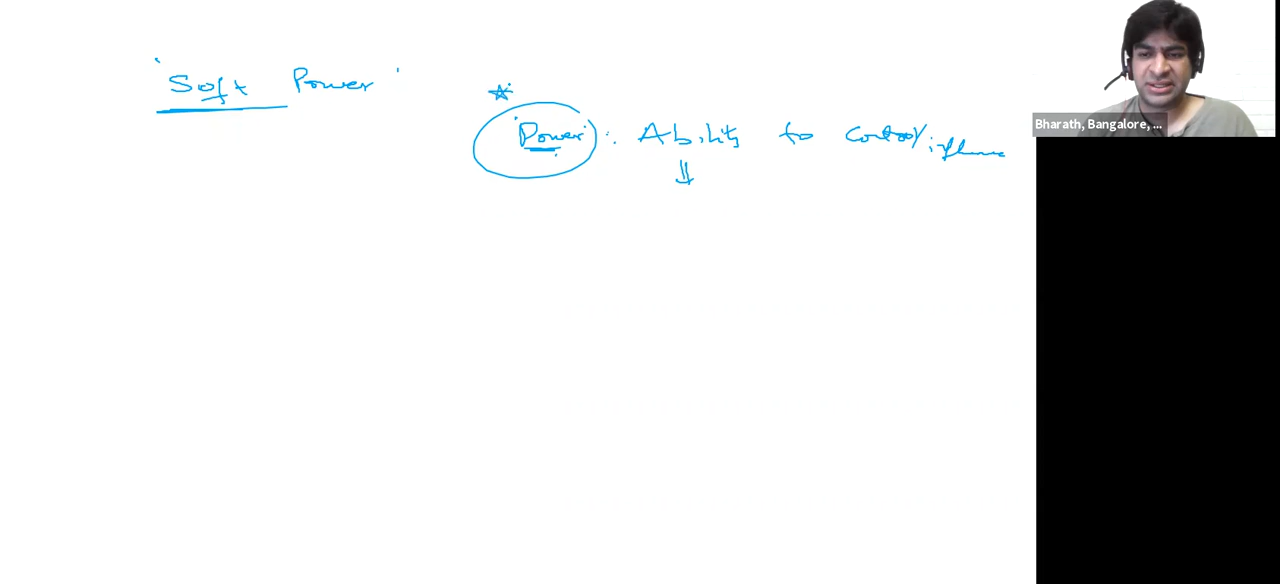 'Soft Power'
'Power' : Ability to control/influence
Bharath, Bangalore, ...